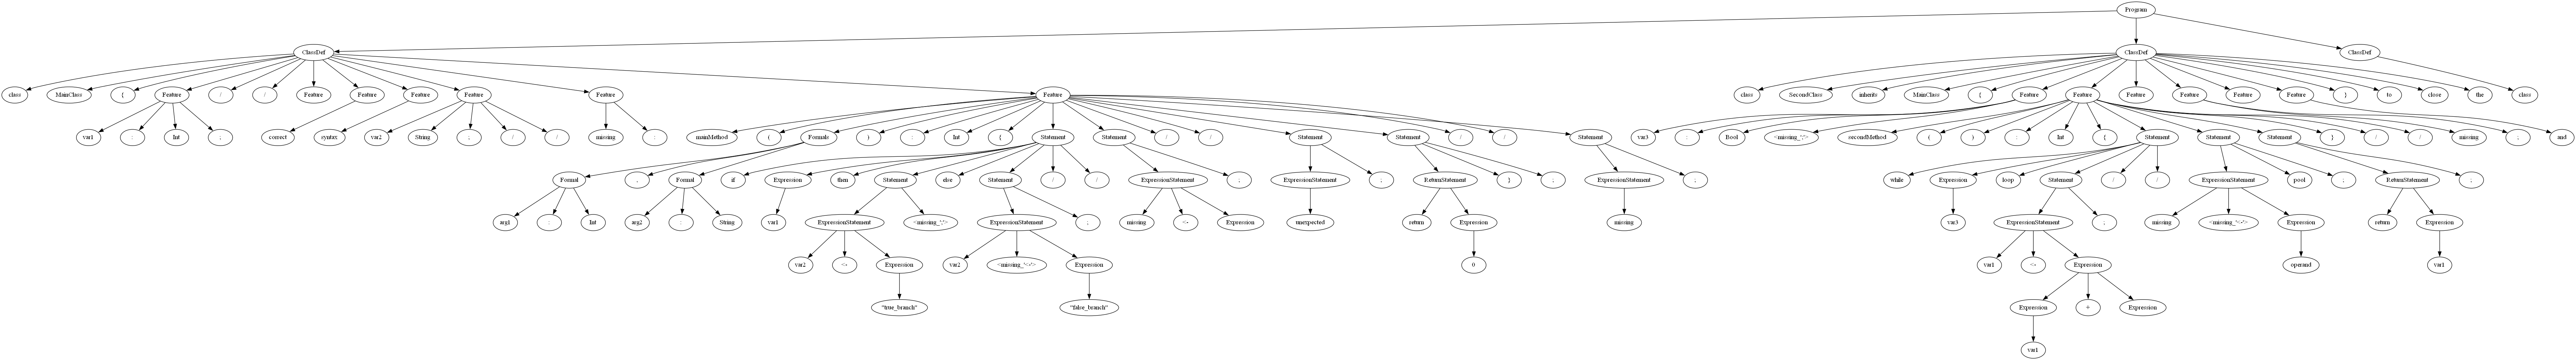 Program
ClassDef ClassDef ClassDef
class MainClass { Feature / / Feature Feature Feature Feature Feature Feature class SecondClass inherits MainClass { Feature Feature Feature Feature Feature Feature } to close the class
var1 : Int ; correct syntax var2 String ; / / missing : mainMethod ( Formals ) : Int { Statement Statement / / Statement Statement / / Statement var3 : Bool <missing_';'> secondMethod ( ) : Int { Statement Statement Statement } / / missing ; and
Formal , Formal if Expression then Statement else Statement / / ExpressionStatement ; ExpressionStatement ; ReturnStatement } ; ExpressionStatement ; while Expression loop Statement / / ExpressionStatement pool ; ReturnStatement ;
arg1 : Int arg2 : String var1 ExpressionStatement <missing_';'> ExpressionStatement ; missing <- Expression unexpected return Expression missing var3 ExpressionStatement ; missing <missing_'<-'> Expression return Expression
var2 <- Expression var2 <missing_'<-'> Expression 0 var1 <- Expression operand var1
"true_branch" "false_branch" Expression + Expression
var1